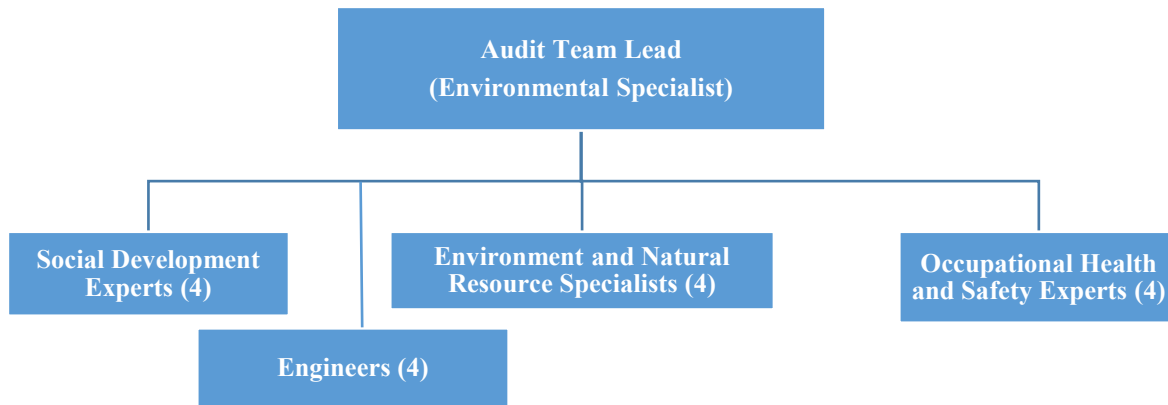 Audit Team Lead
(Environmental Specialist)
Social Development
Experts (4)
Environment and Natural
Resource Specialists (4)
Occupational Health
and Safety Experts (4)
Engineers (4)